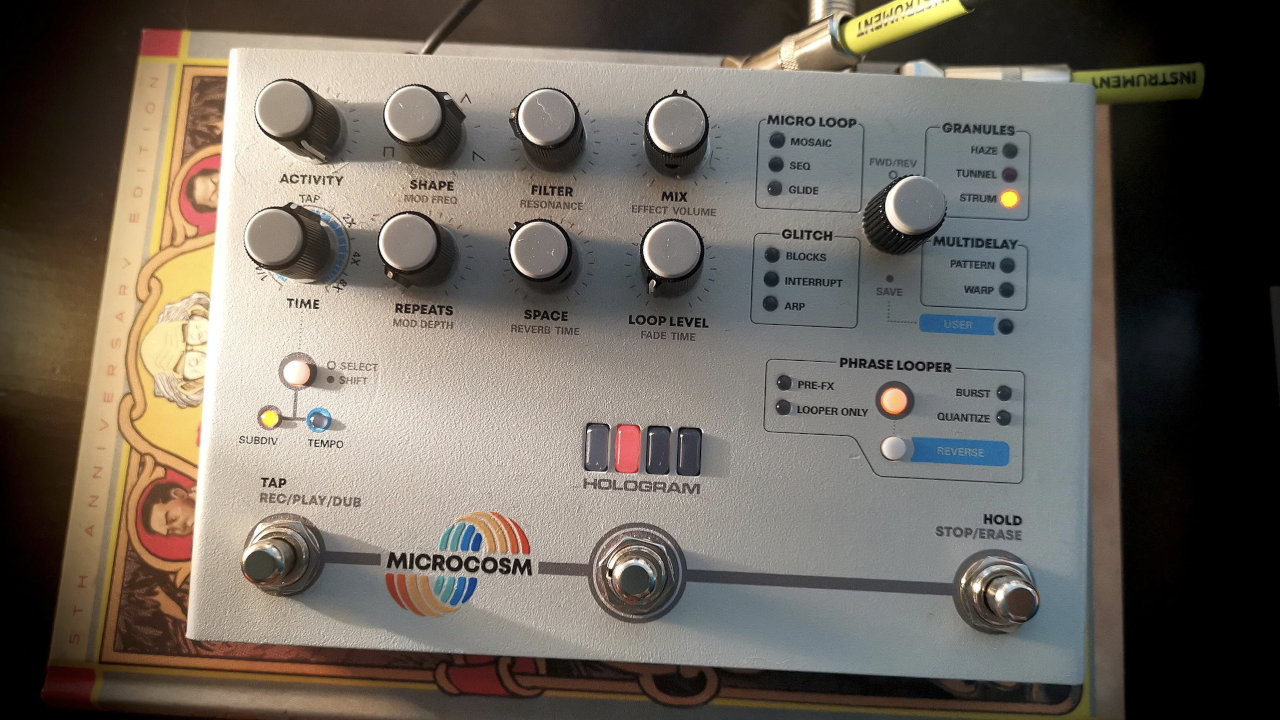 INSTRUMENT
INSTRUMENT
ACTIVITY
SHAPE
MOD FREQ
FILTER
RESONANCE
MIX
EFFECT VOLUME
MICRO LOOP
MOSAIC
SEQ
GLIDE
FWD/REV
GRANULES
HAZE
TUNNEL
STRUM
TAP
2X
4X
8X
TIME
REPEATS
MOD DEPTH
SPACE
REVERB TIME
LOOP LEVEL
FADE TIME
GLITCH
BLOCKS
INTERRUPT
ARP
SAVE
MULTIDELAY
PATTERN
WARP
USER
SELECT
SHIFT
SUBDIV
TEMPO
PHRASE LOOPER
PRE-FX
LOOPER ONLY
BURST
QUANTIZE
REVERSE
HOLOGRAM
TAP
REC/PLAY/DUB
MICROCOSM
HOLD
STOP/ERASE
5TH ANNIVERSARY EDITION